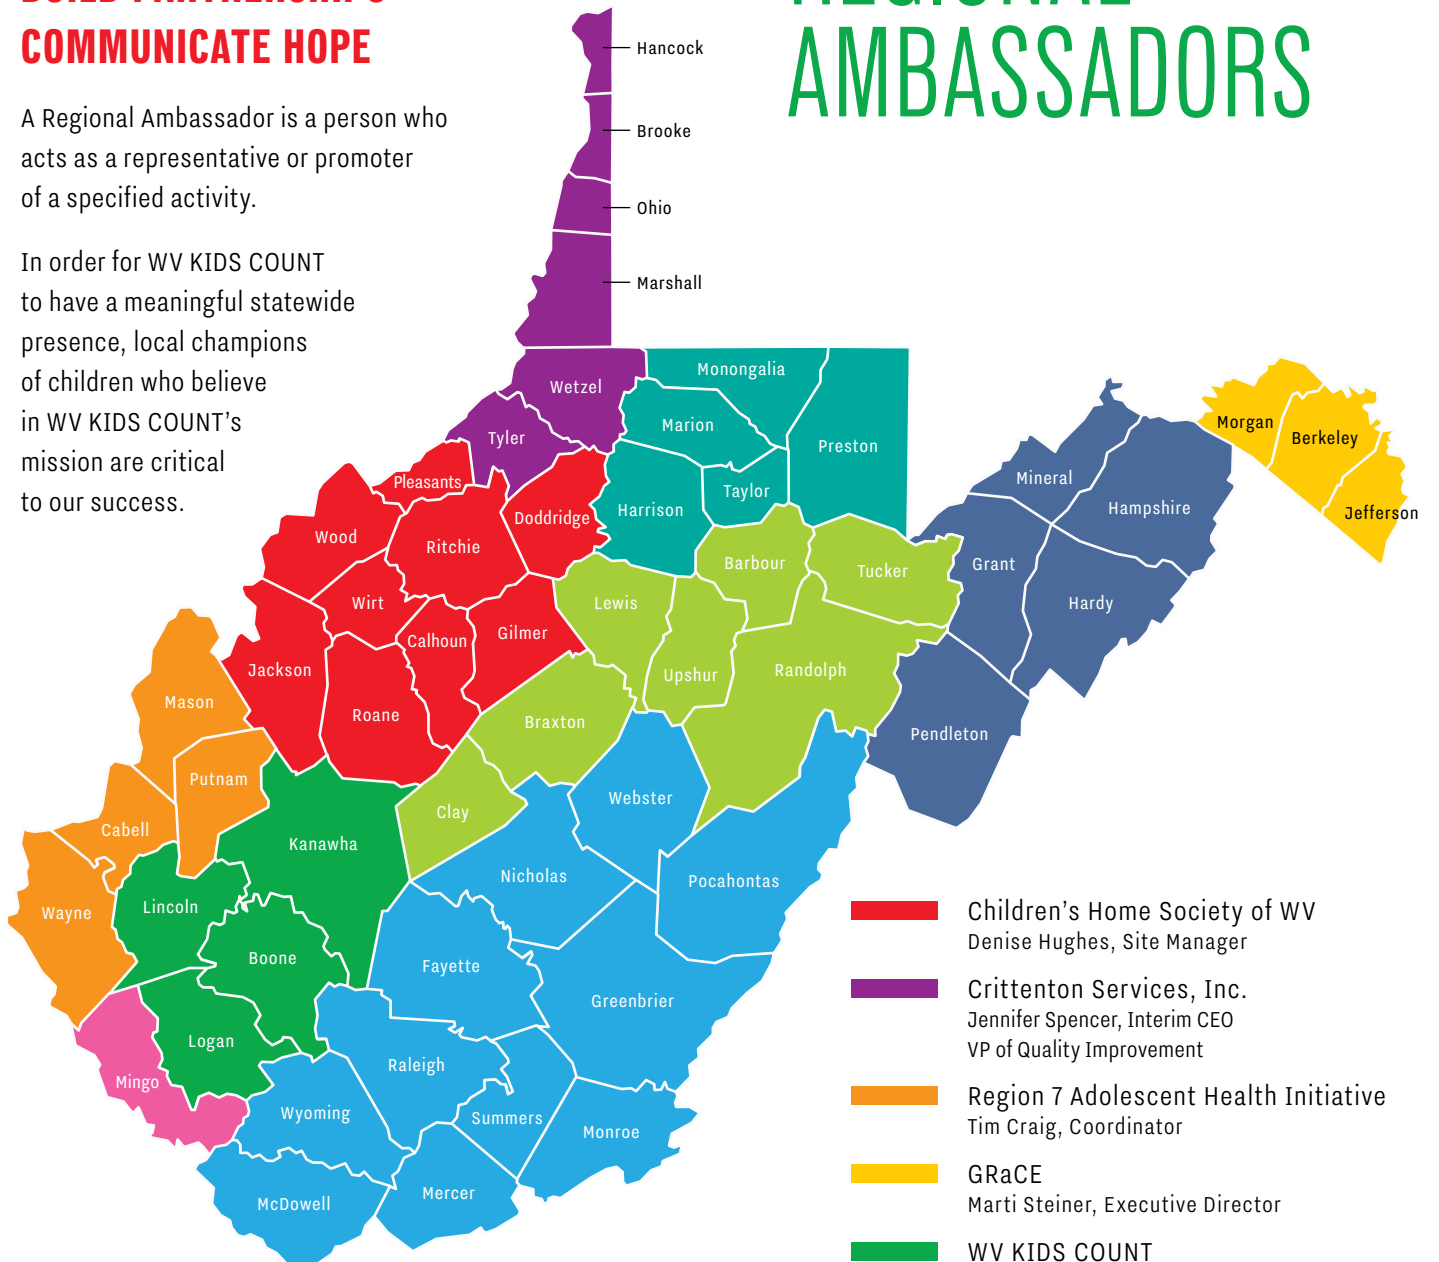 COMMUNICATE HOPE
AMBASSADORS
A Regional Ambassador is a person who
acts as a representative or promoter
of a specified activity.
In order for WV KIDS COUNT
to have a meaningful statewide
presence, local champions
of children who believe
in WV KIDS COUNT’s
mission are critical
to our success.
Hancock
Brooke
Ohio
Marshall
Wetzel
Tyler
Monongalia
Marion
Preston
Taylor
Harrison
Pleasants
Doddridge
Wood
Ritchie
Wirt
Calhoun
Gilmer
Jackson
Roane
Morgan
Berkeley
Jefferson
Mineral
Hampshire
Grant
Hardy
Pendleton
Barbour
Tucker
Lewis
Upshur
Randolph
Braxton
Clay
Mason
Putnam
Cabell
Wayne
Kanawha
Lincoln
Boone
Logan
Mingo
Webster
Nicholas
Pocahontas
Fayette
Greenbrier
Raleigh
Wyoming
Summers
Monroe
McDowell
Mercer
Children’s Home Society of WV
Denise Hughes, Site Manager
Crittenton Services, Inc.
Jennifer Spencer, Interim CEO
VP of Quality Improvement
Region 7 Adolescent Health Initiative
Tim Craig, Coordinator
GRaCE
Marti Steiner, Executive Director
WV KIDS COUNT